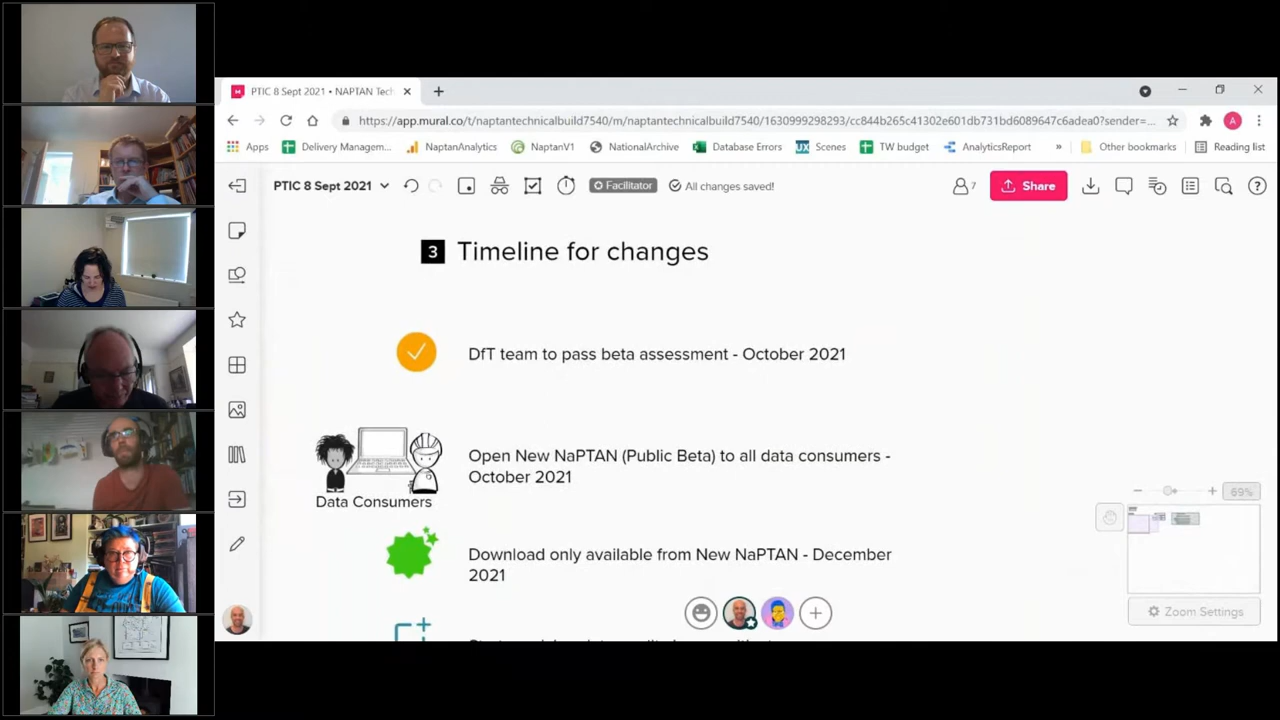 PTIC 8 Sept 2021 • NAPTAN Tech
https://app.mural.co/t/naptantechnicalbuild7540/m/naptantechnicalbuild7540/1630999298293/cc844b265c41302e601db731bd6089647c6adea0?sender=...
Apps Delivery Managem... NaptanAnalytics NaptanV1 NationalArchive Database Errors UX Scenes TW budget AnalyticsReport » Other bookmarks Reading list
A
PTIC 8 Sept 2021 Facilitator All changes saved! 7 Share
3 Timeline for changes
DfT team to pass beta assessment - October 2021
Open New NaPTAN (Public Beta) to all data consumers -
October 2021
Data Consumers
69%
Download only available from New NaPTAN - December
2021
Zoom Settings